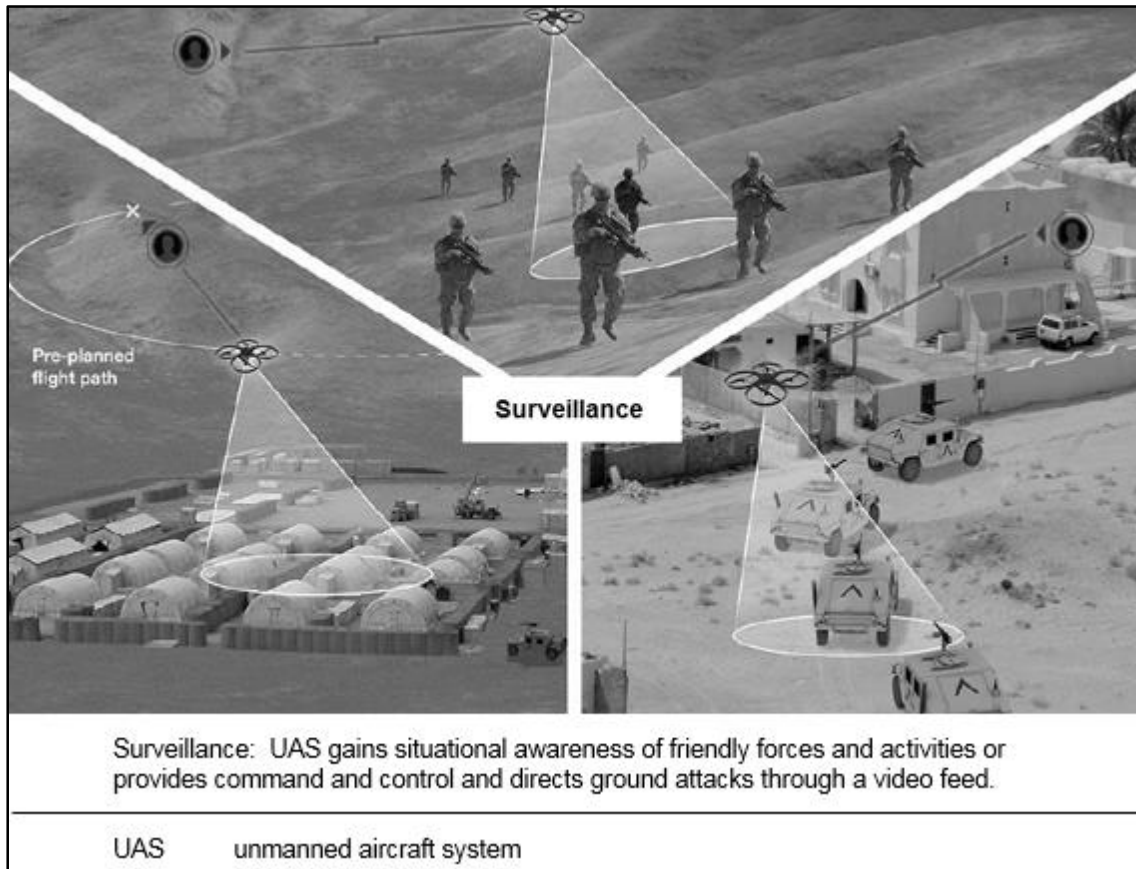 Pre-planned
flight path
Surveillance
Surveillance: UAS gains situational awareness of friendly forces and activities or
provides command and control and directs ground attacks through a video feed.
UAS unmanned aircraft system